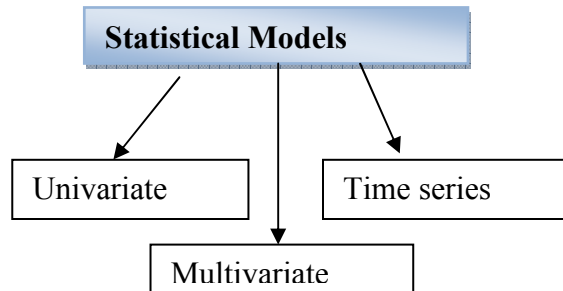 Statistical Models
Univariate
Time series
Multivariate